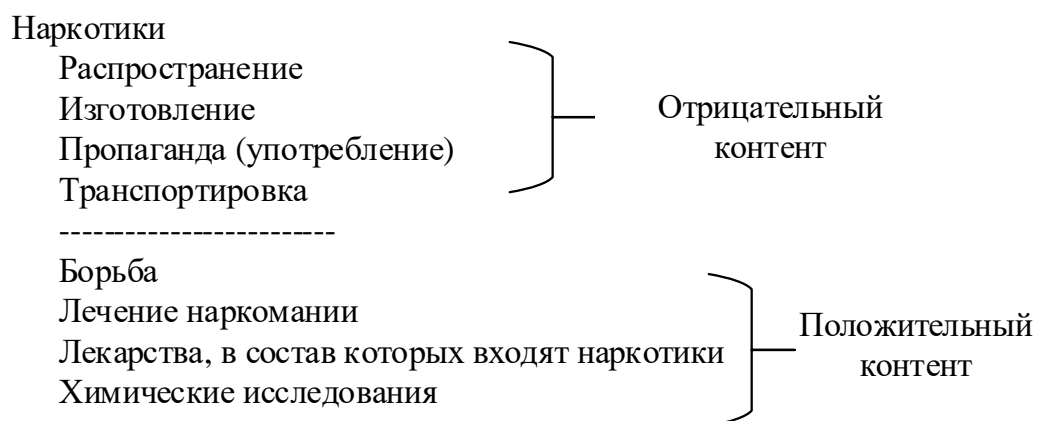 Наркотики
Распространение
Изготовление
Пропаганда (употребление)
Транспортировка
Отрицательный
контент
-------------------------
Борьба
Лечение наркомании
Лекарства, в состав которых входят наркотики
Химические исследования
Положительный
контент